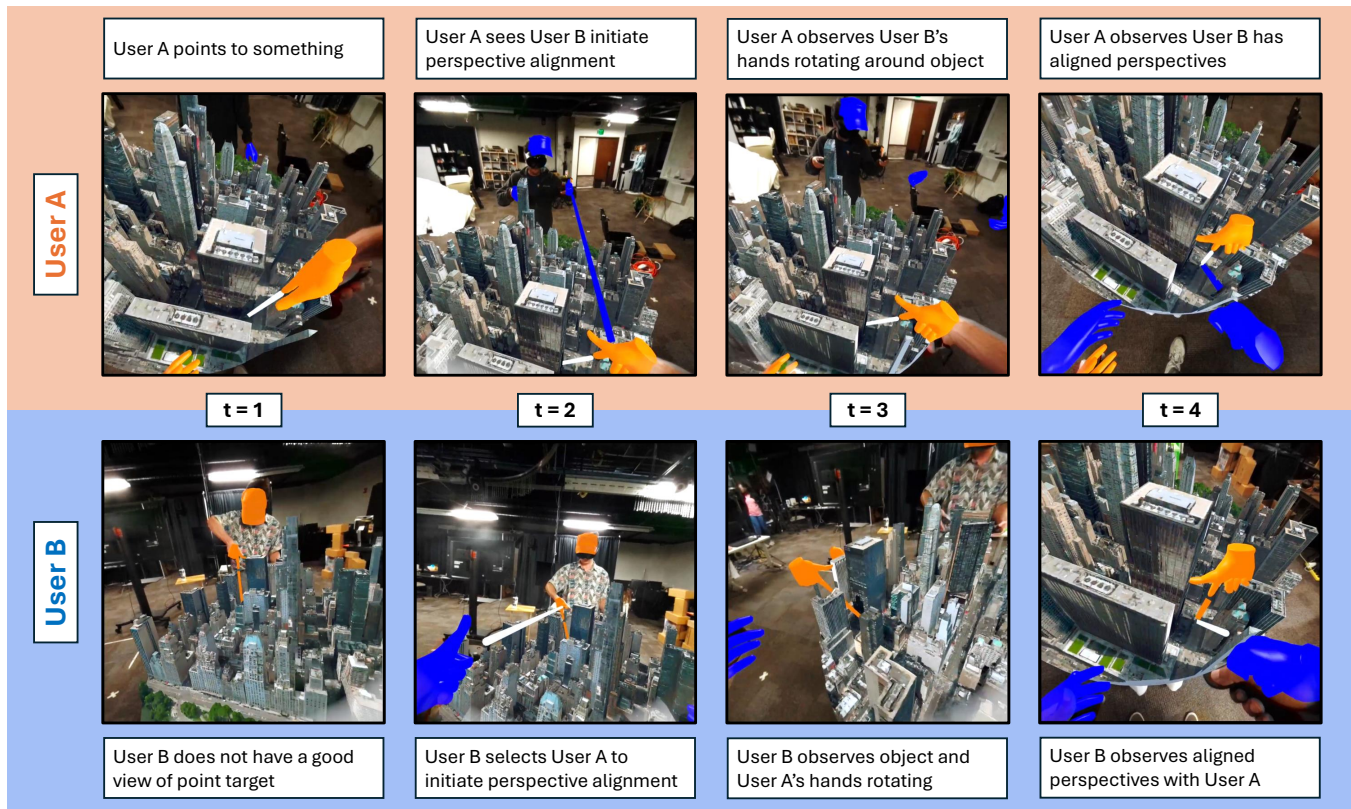 User A points to something
User A sees User B initiate
perspective alignment
User A observes User B's
hands rotating around object
User A observes User B has
aligned perspectives
User A
t = 1
t = 2
t = 3
t = 4
User B
User B does not have a good
view of point target
User B selects User A to
initiate perspective alignment
User B observes object and
User A's hands rotating
User B observes aligned
perspectives with User A